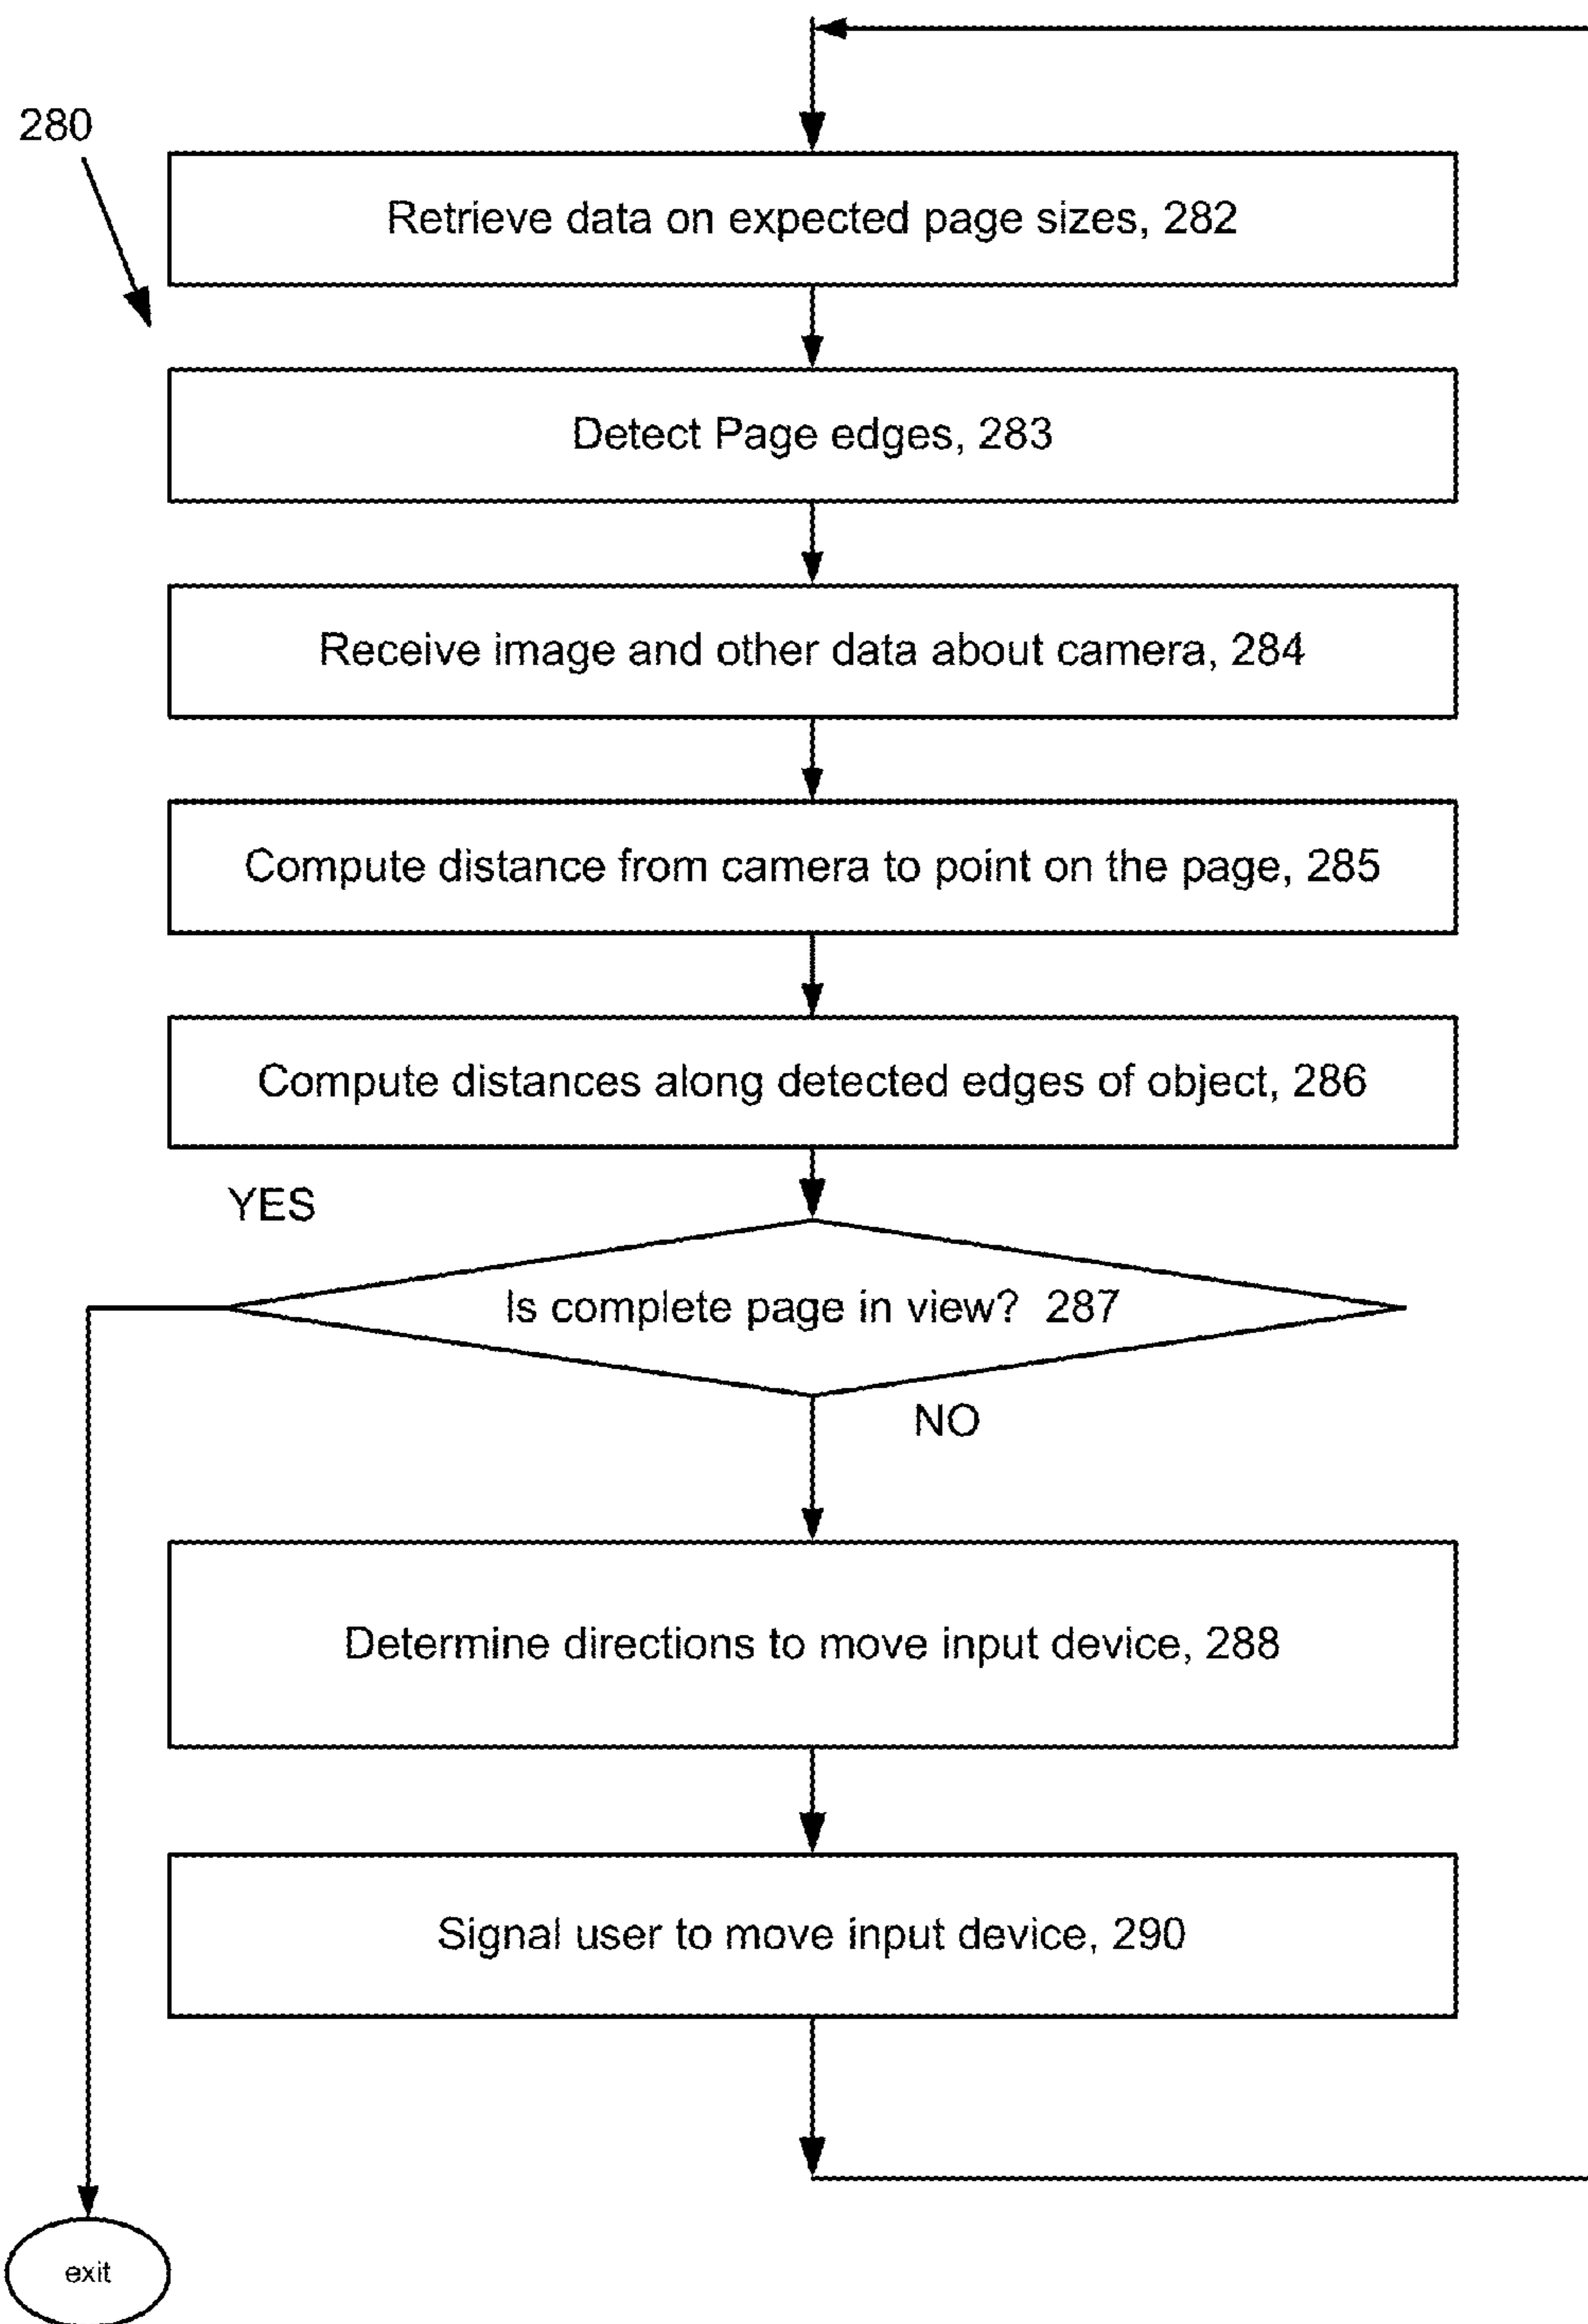 280
Retrieve data on expected page sizes, 282
Detect Page edges, 283
Receive image and other data about camera, 284
Compute distance from camera to point on the page, 285
Compute distances along detected edges of object, 286
YES
Is complete page in view? 287
NO
Determine directions to move input device, 288
Signal user to move input device, 290
exit